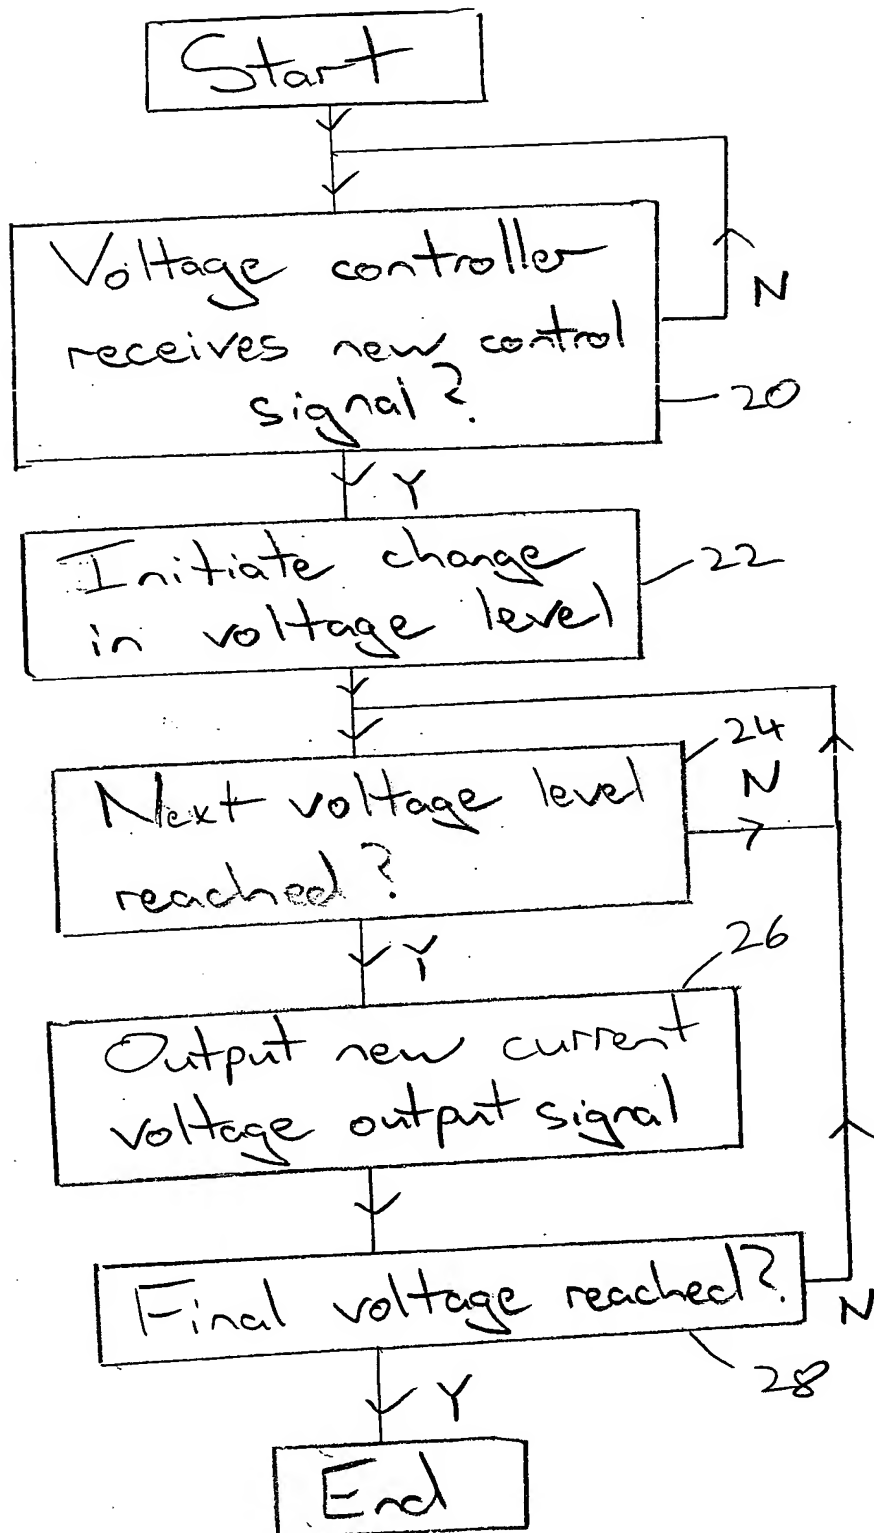 Start
Voltage controller
receives new control
signal?
N
20
Y
Initiate change
in voltage level
22
24
Next voltage level
reached?
N
Y
26
Output new current
voltage output signal
Final voltage reached?
N
28
Y
End